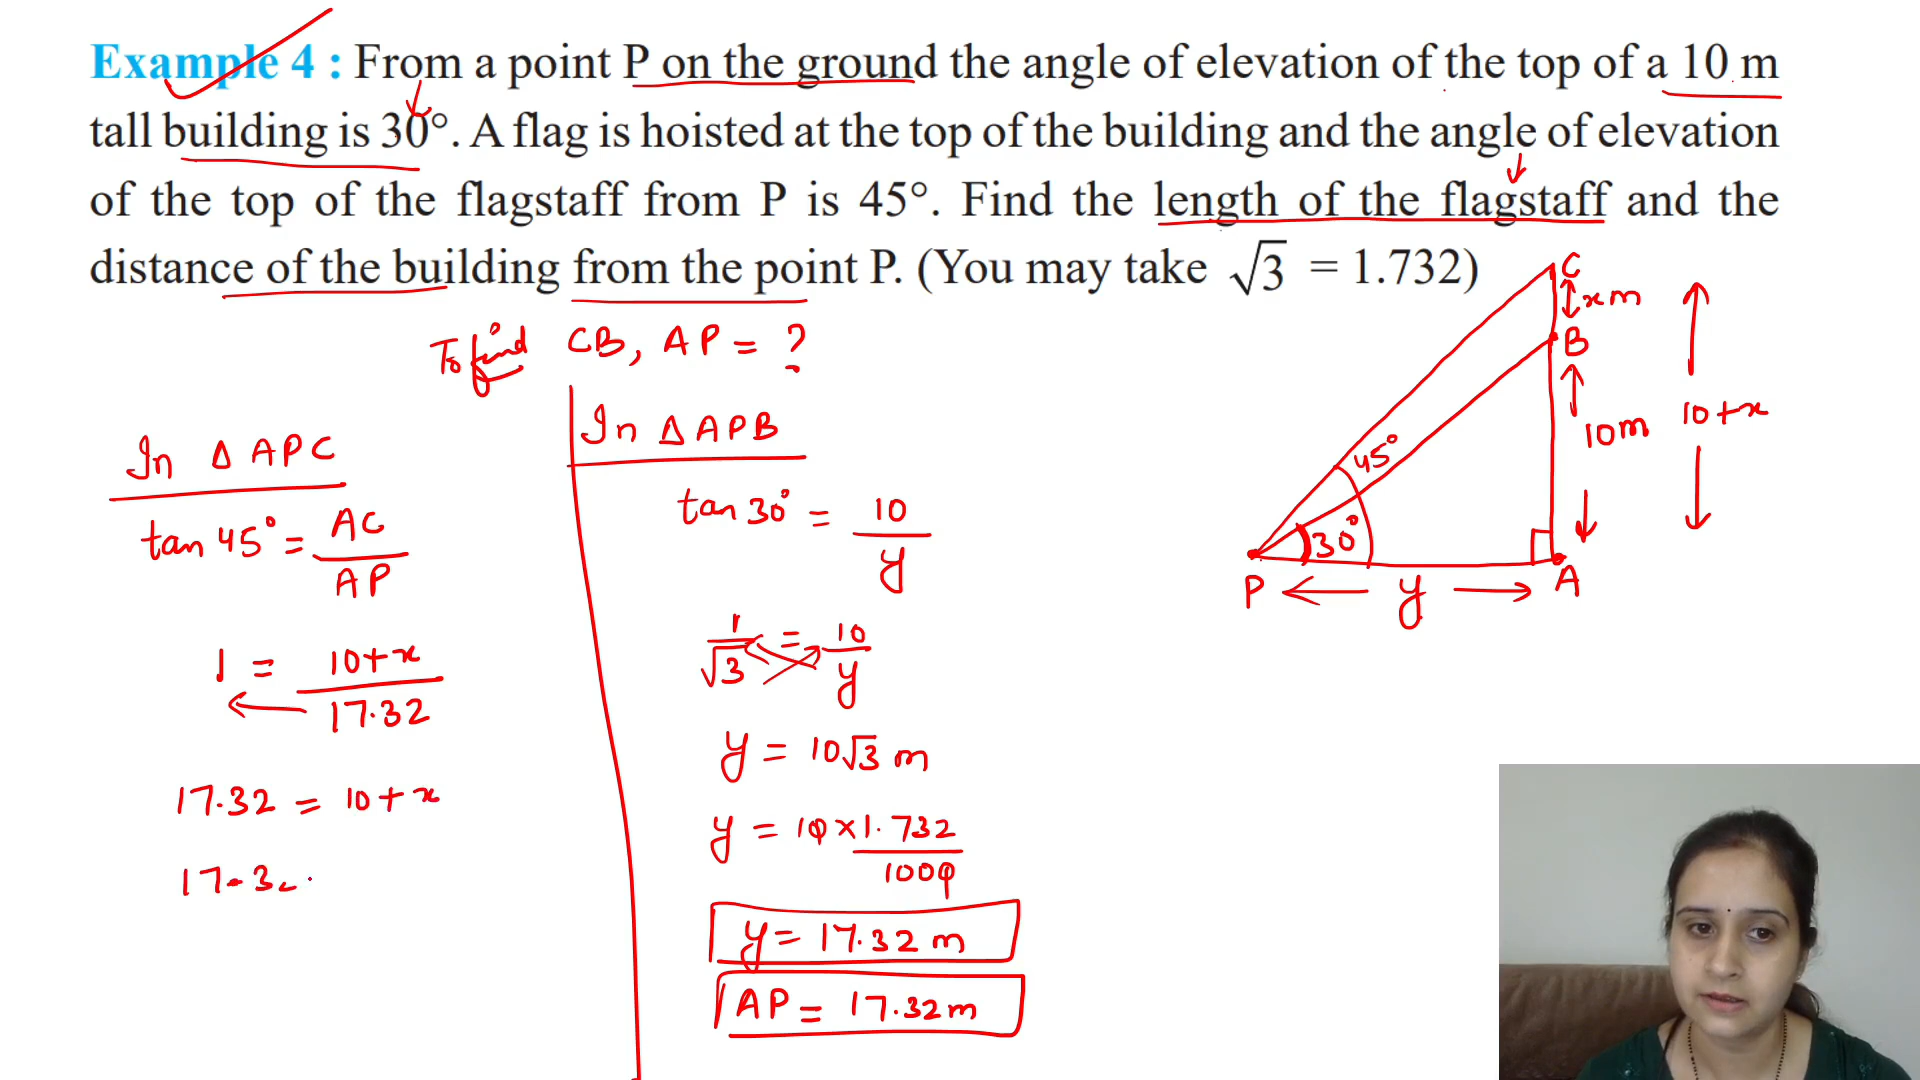 Example 4 : From a point P on the ground the angle of elevation of the top of a 10 m
tall building is 30°. A flag is hoisted at the top of the building and the angle of elevation
of the top of the flagstaff from P is 45°. Find the length of the flagstaff and the
distance of the building from the point P. (You may take √3 = 1.732)
To find CB, AP = ?
In Δ APC
tan 45° = AC/AP
1 = 10+x/17.32
17.32 = 10+x
17.32
In Δ APB
tan 30° = 10/y
1/√3 = 10/y
y = 10√3 m
y = 10×1.732/1000
y = 17.32 m
AP = 17.32m
C
x m
B
10m
10+x
45°
30°
P
y
A